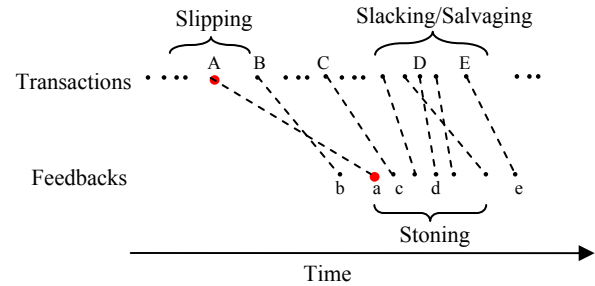 Slipping
Slacking/Salvaging
A B C D E
Transactions
Feedbacks
b a c d e
Stoning
Time